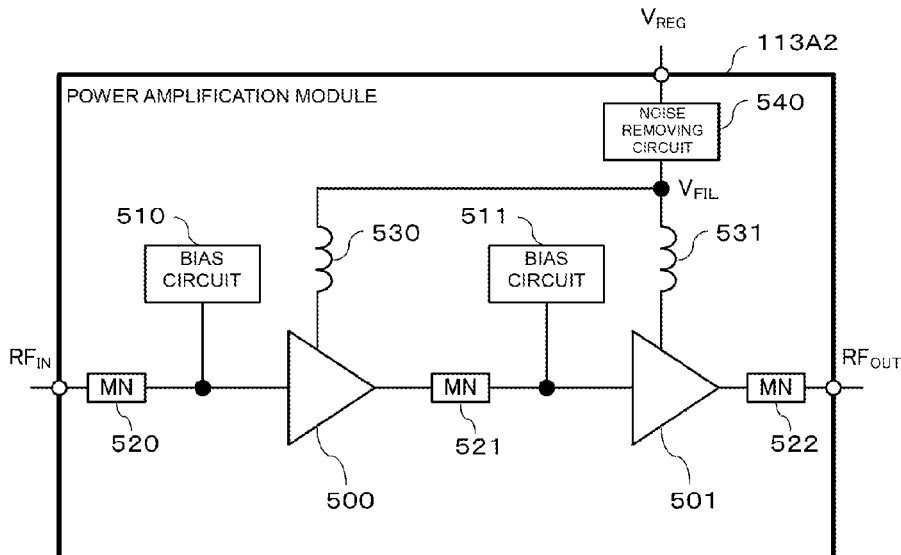 V_REG
113A2
POWER AMPLIFICATION MODULE
NOISE
REMOVING
CIRCUIT
540
V_FIL
510
BIAS
CIRCUIT
530
511
BIAS
CIRCUIT
531
RF_IN
MN
MN
MN
RF_OUT
520
500
521
501
522